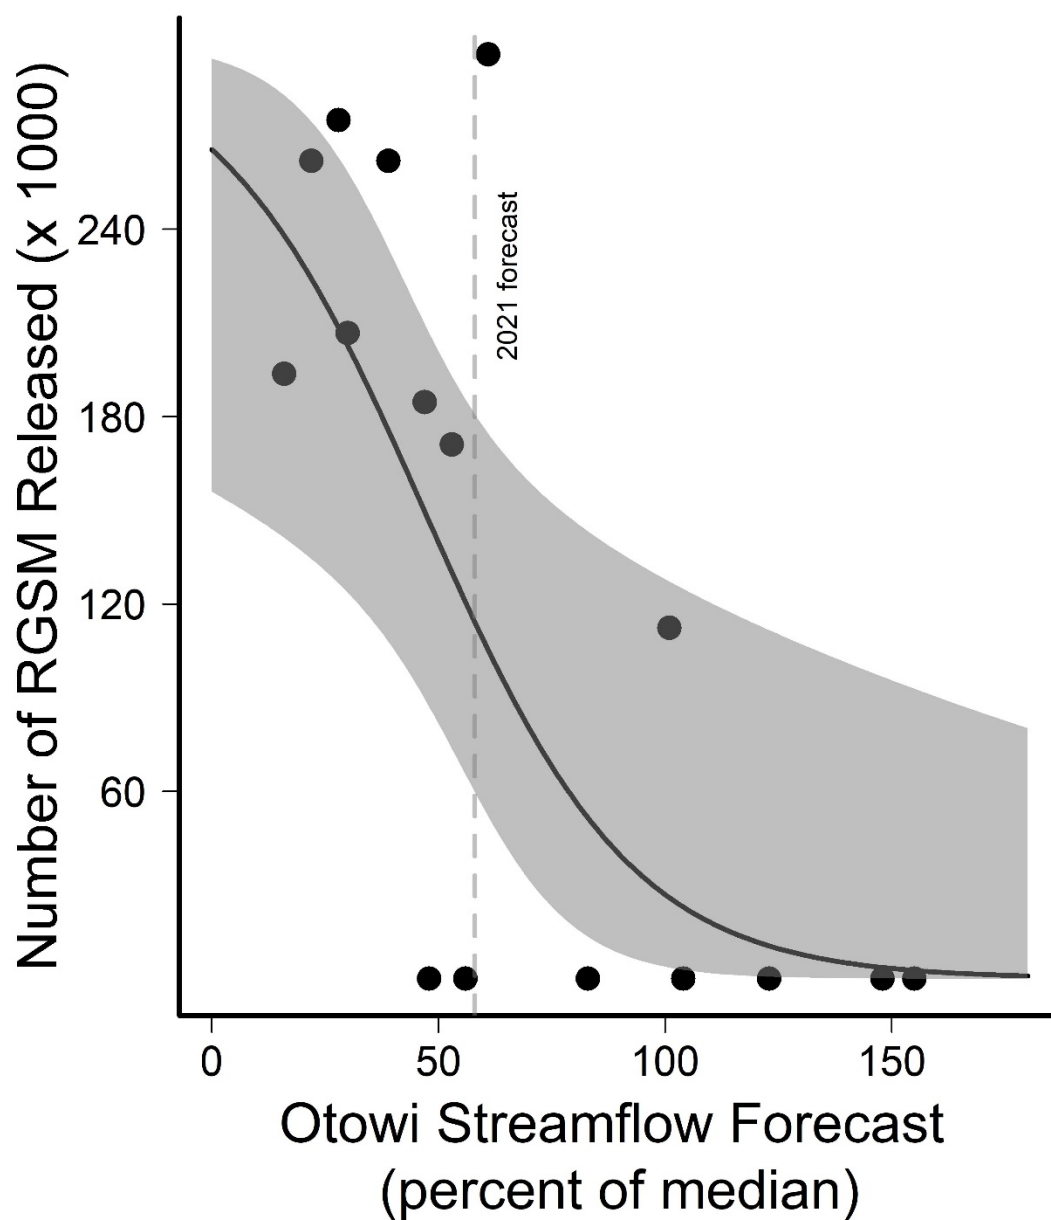 Number of RGSM Released (x 1000)
240
180
120
60
2021 forecast
0
50
100
150
Otowi Streamflow Forecast
(percent of median)